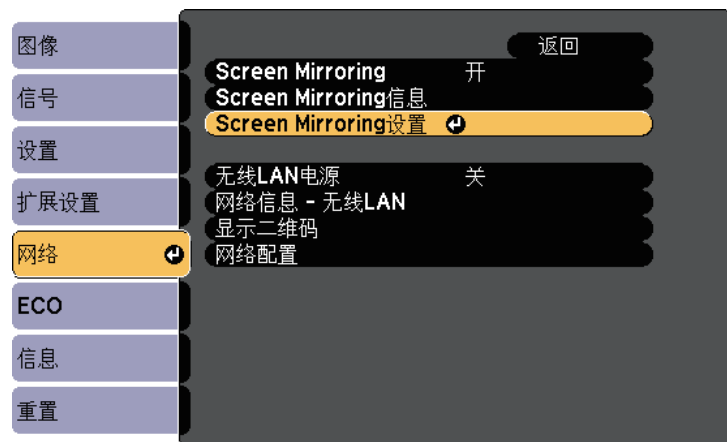 图像
信号
设置
扩展设置
网络
ECO
信息
重置
返回
Screen Mirroring 开
Screen Mirroring信息
Screen Mirroring设置
无线LAN电源 关
网络信息 - 无线LAN
显示二维码
网络配置